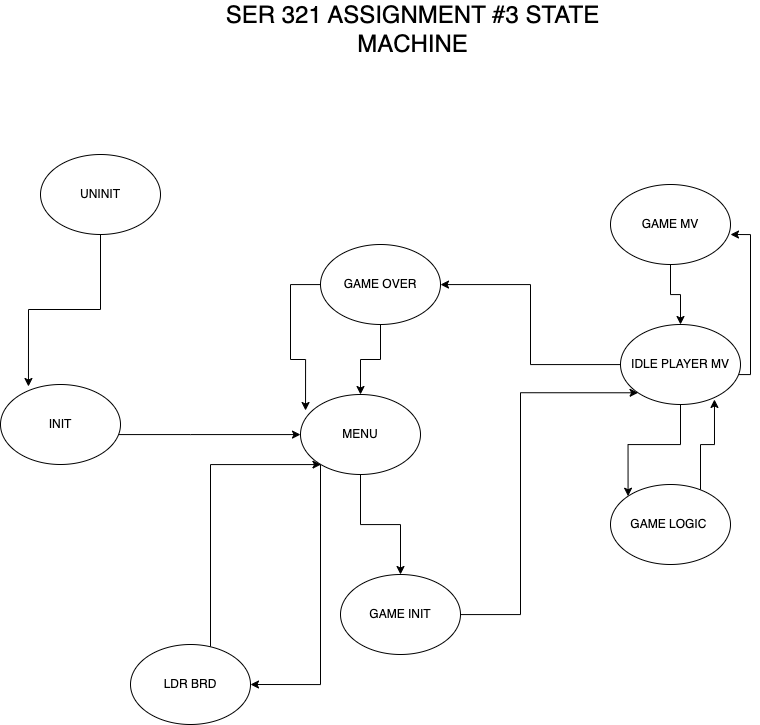 SER 321 ASSIGNMENT #3 STATE
MACHINE
UNINIT
GAME MV
GAME OVER
IDLE PLAYER MV
INIT
MENU
GAME LOGIC
GAME INIT
LDR BRD